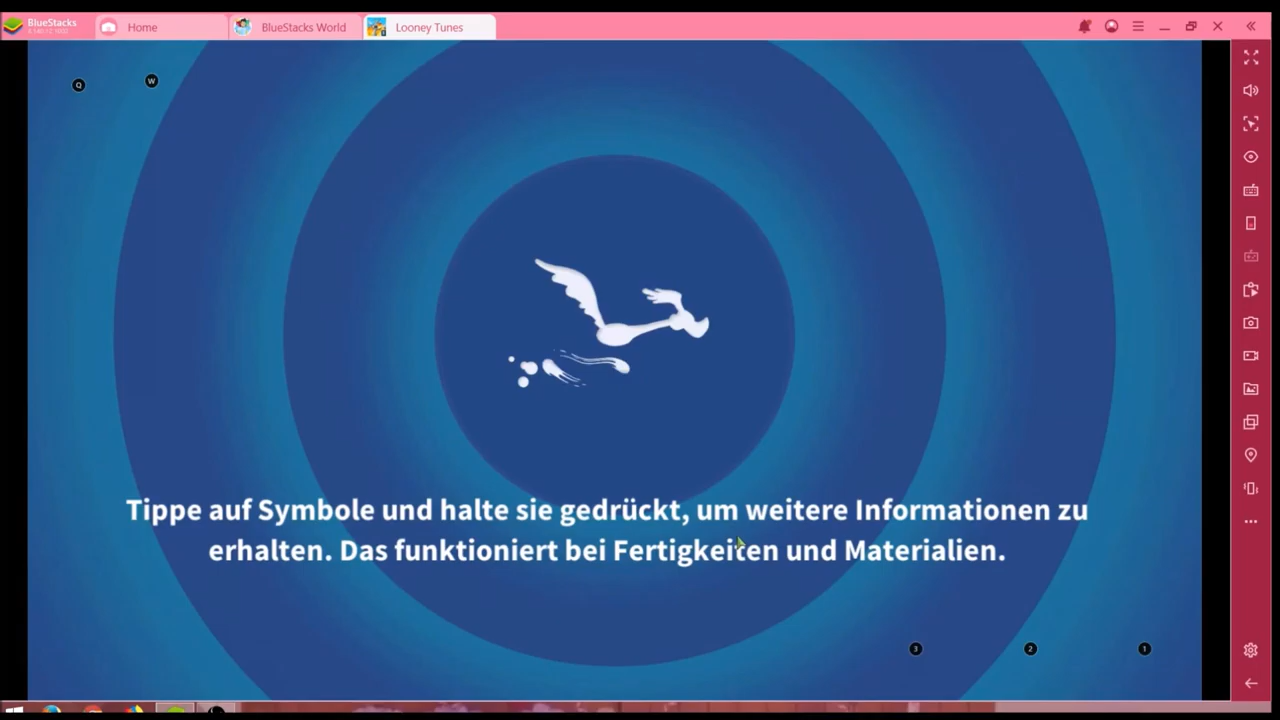 BlueStacks
Home
BlueStacks World
Looney Tunes
Q
W
Tippe auf Symbole und halte sie gedrückt, um weitere Informationen zu
erhalten. Das funktioniert bei Fertigkeiten und Materialien.
3
2
1